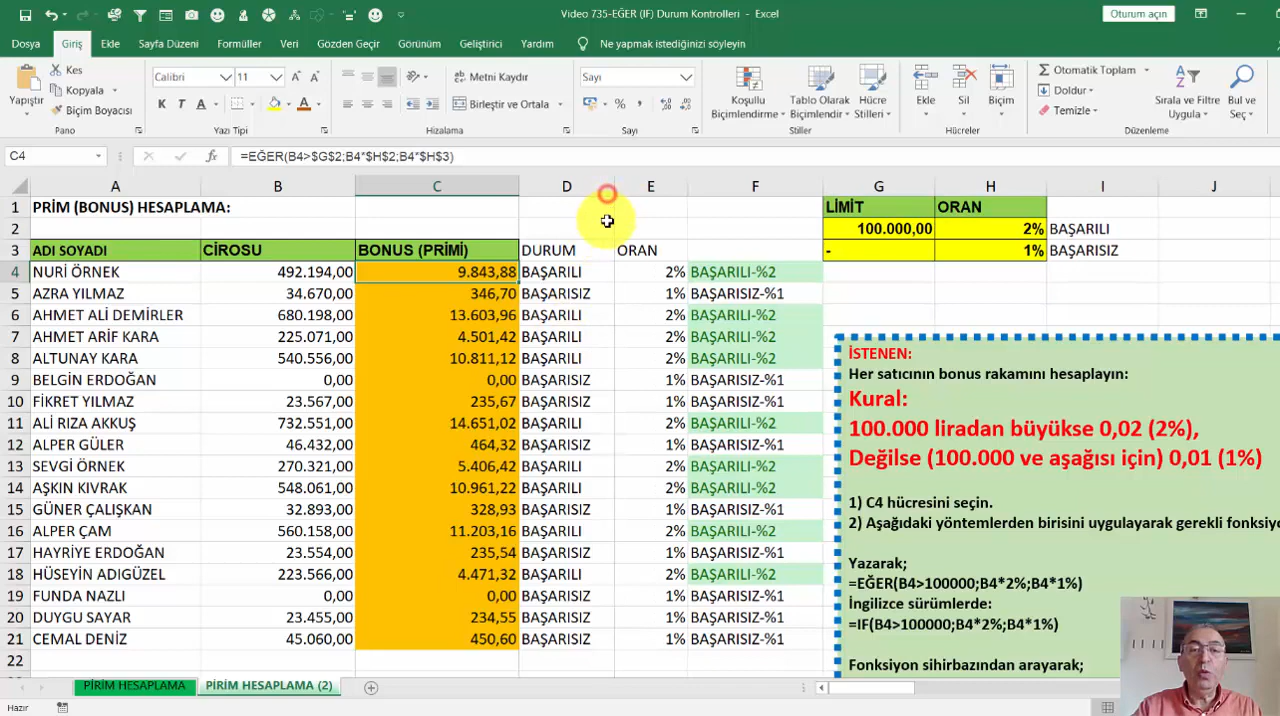 Video 735-EĞER (IF) Durum Kontrolleri - Excel
Oturum açın
Dosya Giriş Ekle Sayfa Düzeni Formüller Veri Gözden Geçir Görünüm Geliştirici Yardım Ne yapmak istediğinizi söyleyin
Yapıştır
Kes
Kopyala
Biçim Boyacısı
Pano
Calibri 11
K T A
Yazı Tipi
Metni Kaydır
Birleştir ve Ortala
Hizalama
Sayı
Sayı
Koşullu Biçimlendirme
Tablo Olarak Biçimlendir
Hücre Stilleri
Stiller
Ekle Sil Biçim
Hücreler
Otomatik Toplam
Doldur
Temizle
Sırala ve Filtre Uygula
Bul ve Seç
Düzenleme
C4 fx =EĞER(B4>$G$2;B4*$H$2;B4*$H$3)
A B C D E F G H I J
1 PRİM (BONUS) HESAPLAMA: LİMİT ORAN
2 100.000,00 2% BAŞARILI
3 ADI SOYADI CİROSU BONUS (PRİMİ) DURUM ORAN - 1% BAŞARISIZ
4 NURİ ÖRNEK 492.194,00 9.843,88 BAŞARILI 2% BAŞARILI-%2
5 AZRA YILMAZ 34.670,00 346,70 BAŞARISIZ 1% BAŞARISIZ-%1
6 AHMET ALİ DEMİRLER 680.198,00 13.603,96 BAŞARILI 2% BAŞARILI-%2
7 AHMET ARİF KARA 225.071,00 4.501,42 BAŞARILI 2% BAŞARILI-%2
8 ALTUNAY KARA 540.556,00 10.811,12 BAŞARILI 2% BAŞARILI-%2
9 BELGİN ERDOĞAN 0,00 0,00 BAŞARISIZ 1% BAŞARISIZ-%1
10 FİKRET YILMAZ 23.567,00 235,67 BAŞARISIZ 1% BAŞARISIZ-%1
11 ALİ RIZA AKKUŞ 732.551,00 14.651,02 BAŞARILI 2% BAŞARILI-%2
12 ALPER GÜLER 46.432,00 464,32 BAŞARISIZ 1% BAŞARISIZ-%1
13 SEVGİ ÖRNEK 270.321,00 5.406,42 BAŞARILI 2% BAŞARILI-%2
14 AŞKIN KIVRAK 548.061,00 10.961,22 BAŞARILI 2% BAŞARILI-%2
15 GÜNER ÇALIŞKAN 32.893,00 328,93 BAŞARISIZ 1% BAŞARISIZ-%1
16 ALPER ÇAM 560.158,00 11.203,16 BAŞARILI 2% BAŞARILI-%2
17 HAYRİYE ERDOĞAN 23.554,00 235,54 BAŞARISIZ 1% BAŞARISIZ-%1
18 HÜSEYİN ADIGÜZEL 223.566,00 4.471,32 BAŞARILI 2% BAŞARILI-%2
19 FUNDA NAZLI 0,00 0,00 BAŞARISIZ 1% BAŞARISIZ-%1
20 DUYGU SAYAR 23.455,00 234,55 BAŞARISIZ 1% BAŞARISIZ-%1
21 CEMAL DENİZ 45.060,00 450,60 BAŞARISIZ 1% BAŞARISIZ-%1
22
İSTENEN:
Her satıcının bonus rakamını hesaplayın:
Kural:
100.000 liradan büyükse 0,02 (2%),
Değilse (100.000 ve aşağısı için) 0,01 (1%)
1) C4 hücresini seçin.
2) Aşağıdaki yöntemlerden birisini uygulayarak gerekli fonksiyo
Yazarak;
=EĞER(B4>100000;B4*2%;B4*1%)
İngilizce sürümlerde:
=IF(B4>100000;B4*2%;B4*1%)
Fonksiyon sihirbazından arayarak;
PİRİM HESAPLAMA PİRİM HESAPLAMA (2)
Hazır